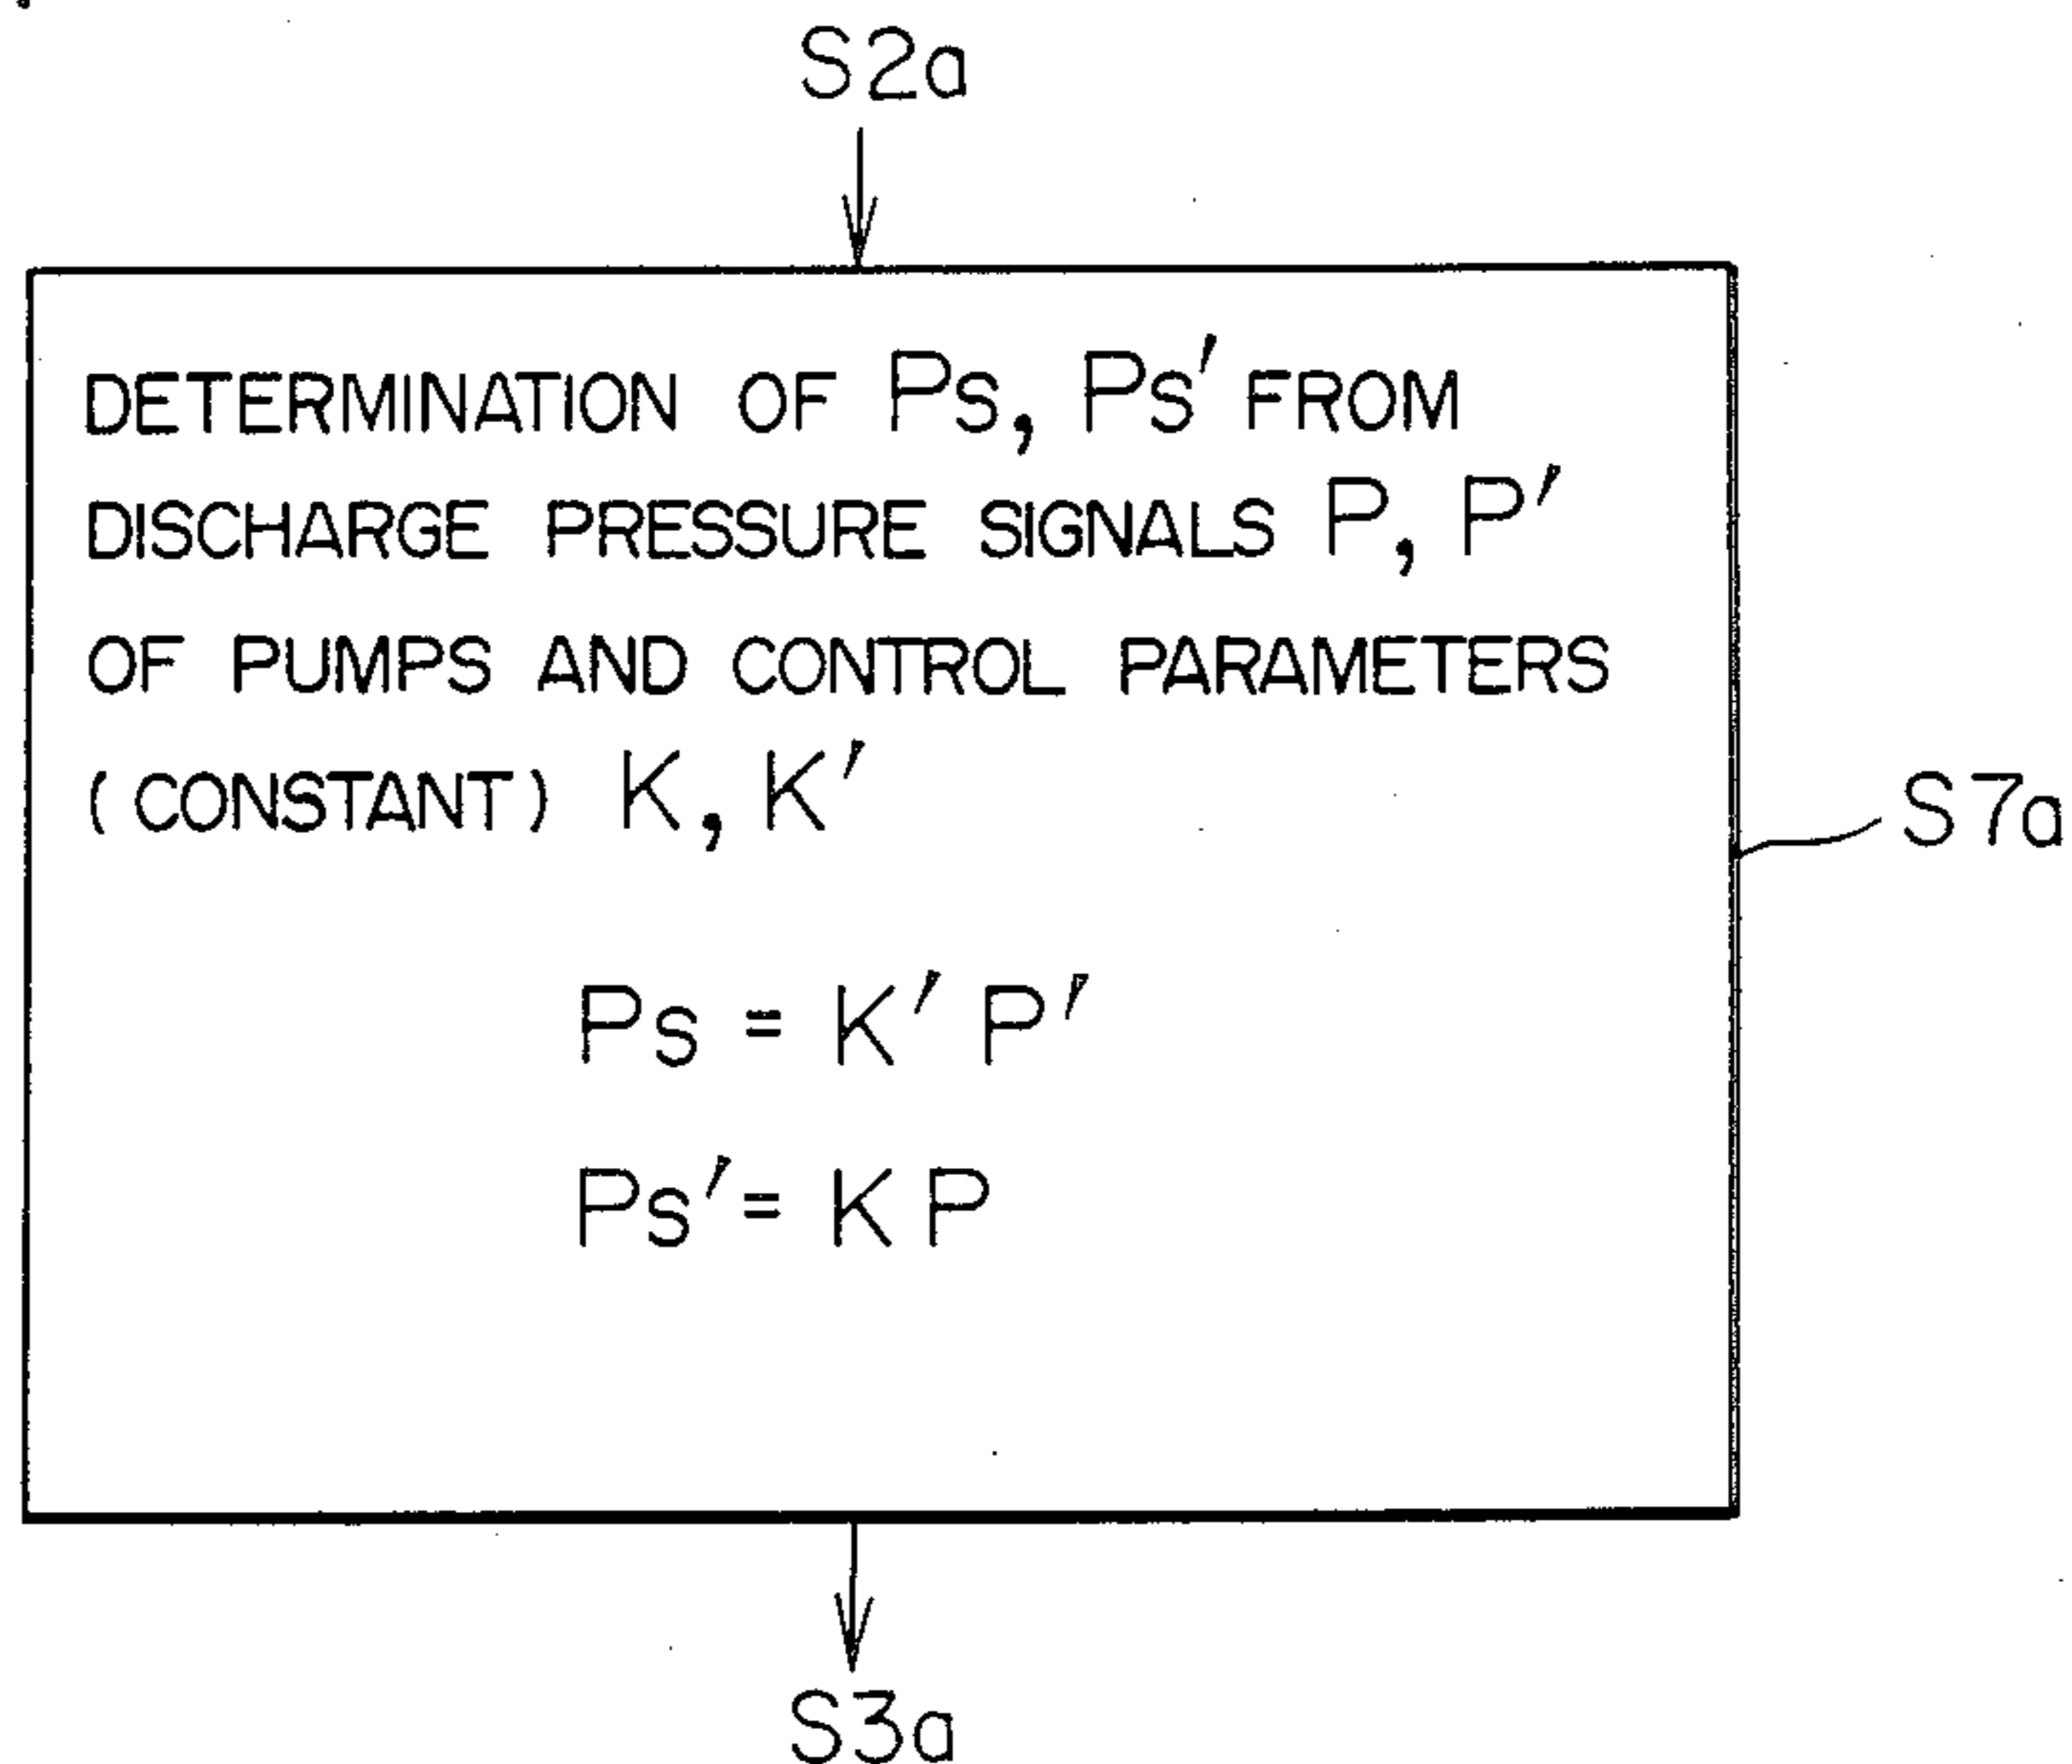 S2a
DETERMINATION OF Ps, Ps' FROM
DISCHARGE PRESSURE SIGNALS P, P'
OF PUMPS AND CONTROL PARAMETERS
(CONSTANT) K, K'
S7a
Ps = K' P'
Ps' = K P
S3a